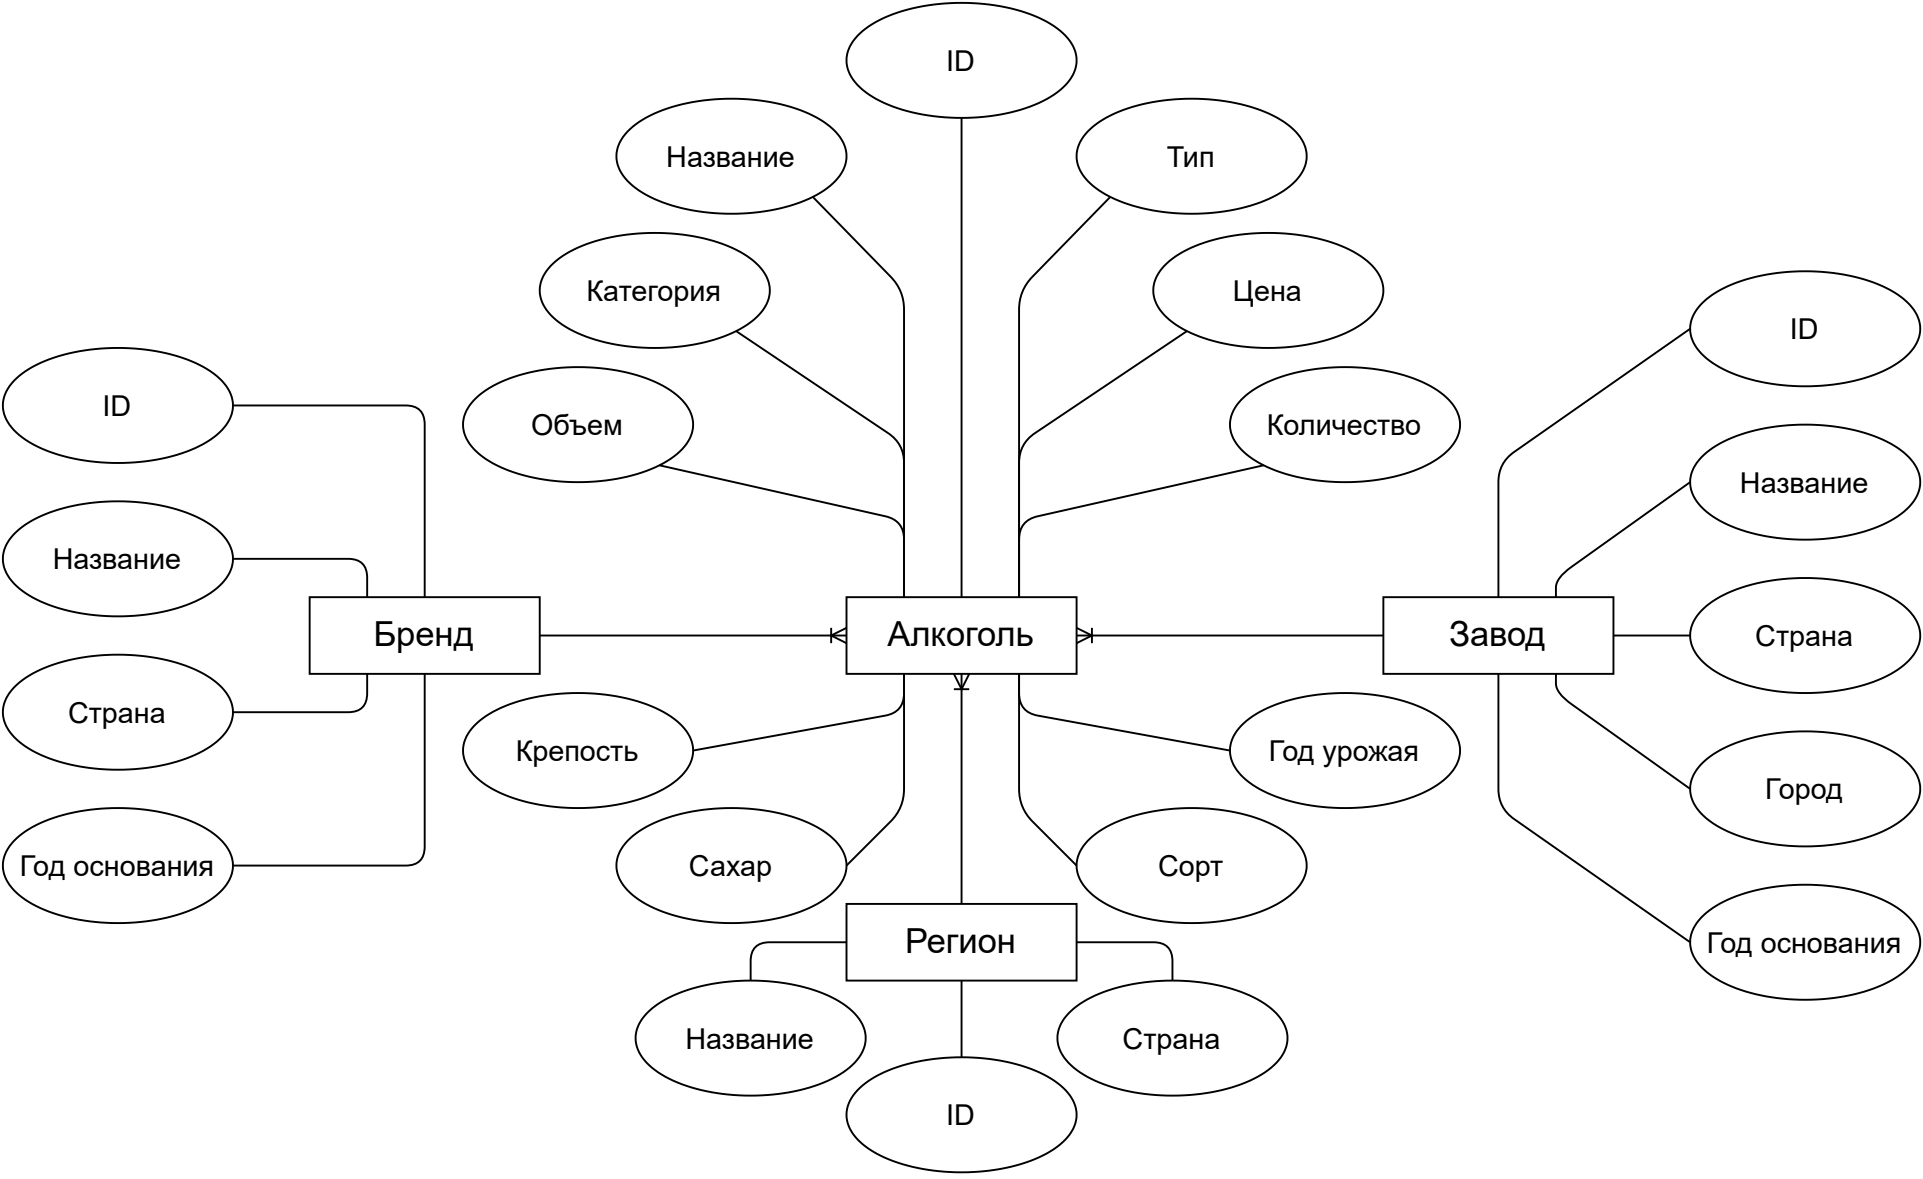 ID
Название
Тип
Категория
Цена
ID
ID
Объем
Количество
Название
Название
Бренд
Алкоголь
Завод
Страна
Страна
Крепость
Год урожая
Город
Год основания
Сахар
Сорт
Регион
Год основания
Название
Страна
ID